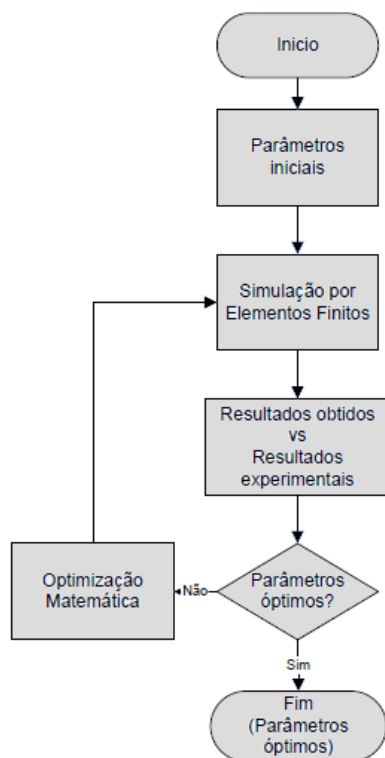 Inicio
Parâmetros
iniciais
Simulação por
Elementos Finitos
Resultados obtidos
vs
Resultados
experimentais
Optimização
Matemática
Não
Parâmetros
óptimos?
Sim
Fim
(Parâmetros
óptimos)